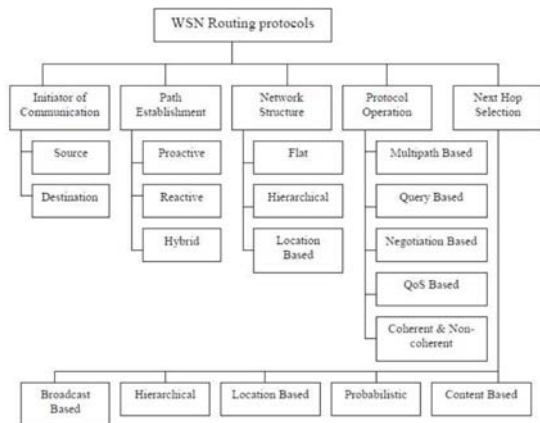 WSN Routing protocols
Initiator of
Communication
Path
Establishment
Network
Structure
Protocol
Operation
Next Hop
Selection
Source
Destination
Proactive
Reactive
Hybrid
Flat
Hierarchical
Location
Based
Multipath Based
Query Based
Negotiation Based
QoS Based
Coherent & Non-
coherent
Broadcast
Based
Hierarchical
Location Based
Probabilistic
Content Based